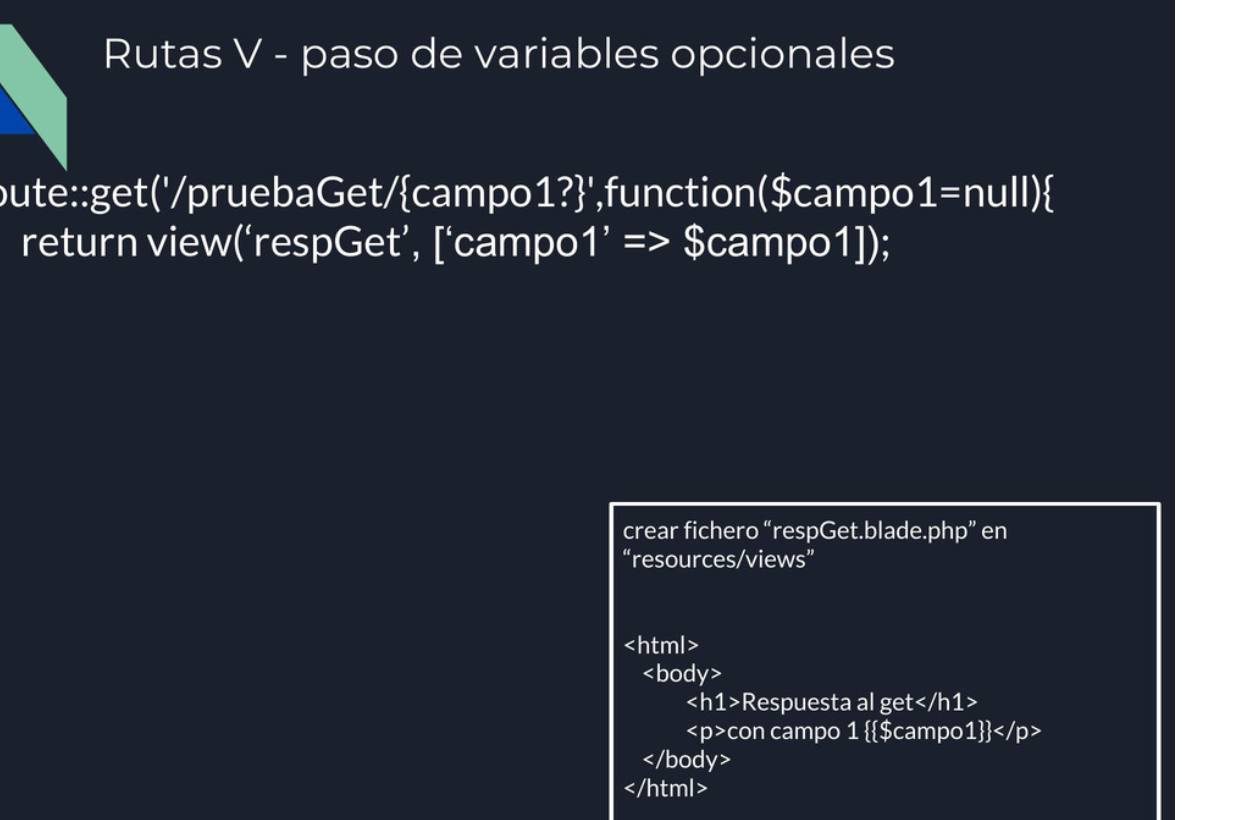 Rutas V - paso de variables opcionales
oute::get('/pruebaGet/{campo1?}',function($campo1=null){
return view(‘respGet’, [‘campo1’ => $campo1]);
crear fichero “respGet.blade.php” en
“resources/views”
<html>
<body>
<h1>Respuesta al get</h1>
<p>con campo 1 {{$campo1}}</p>
</body>
</html>